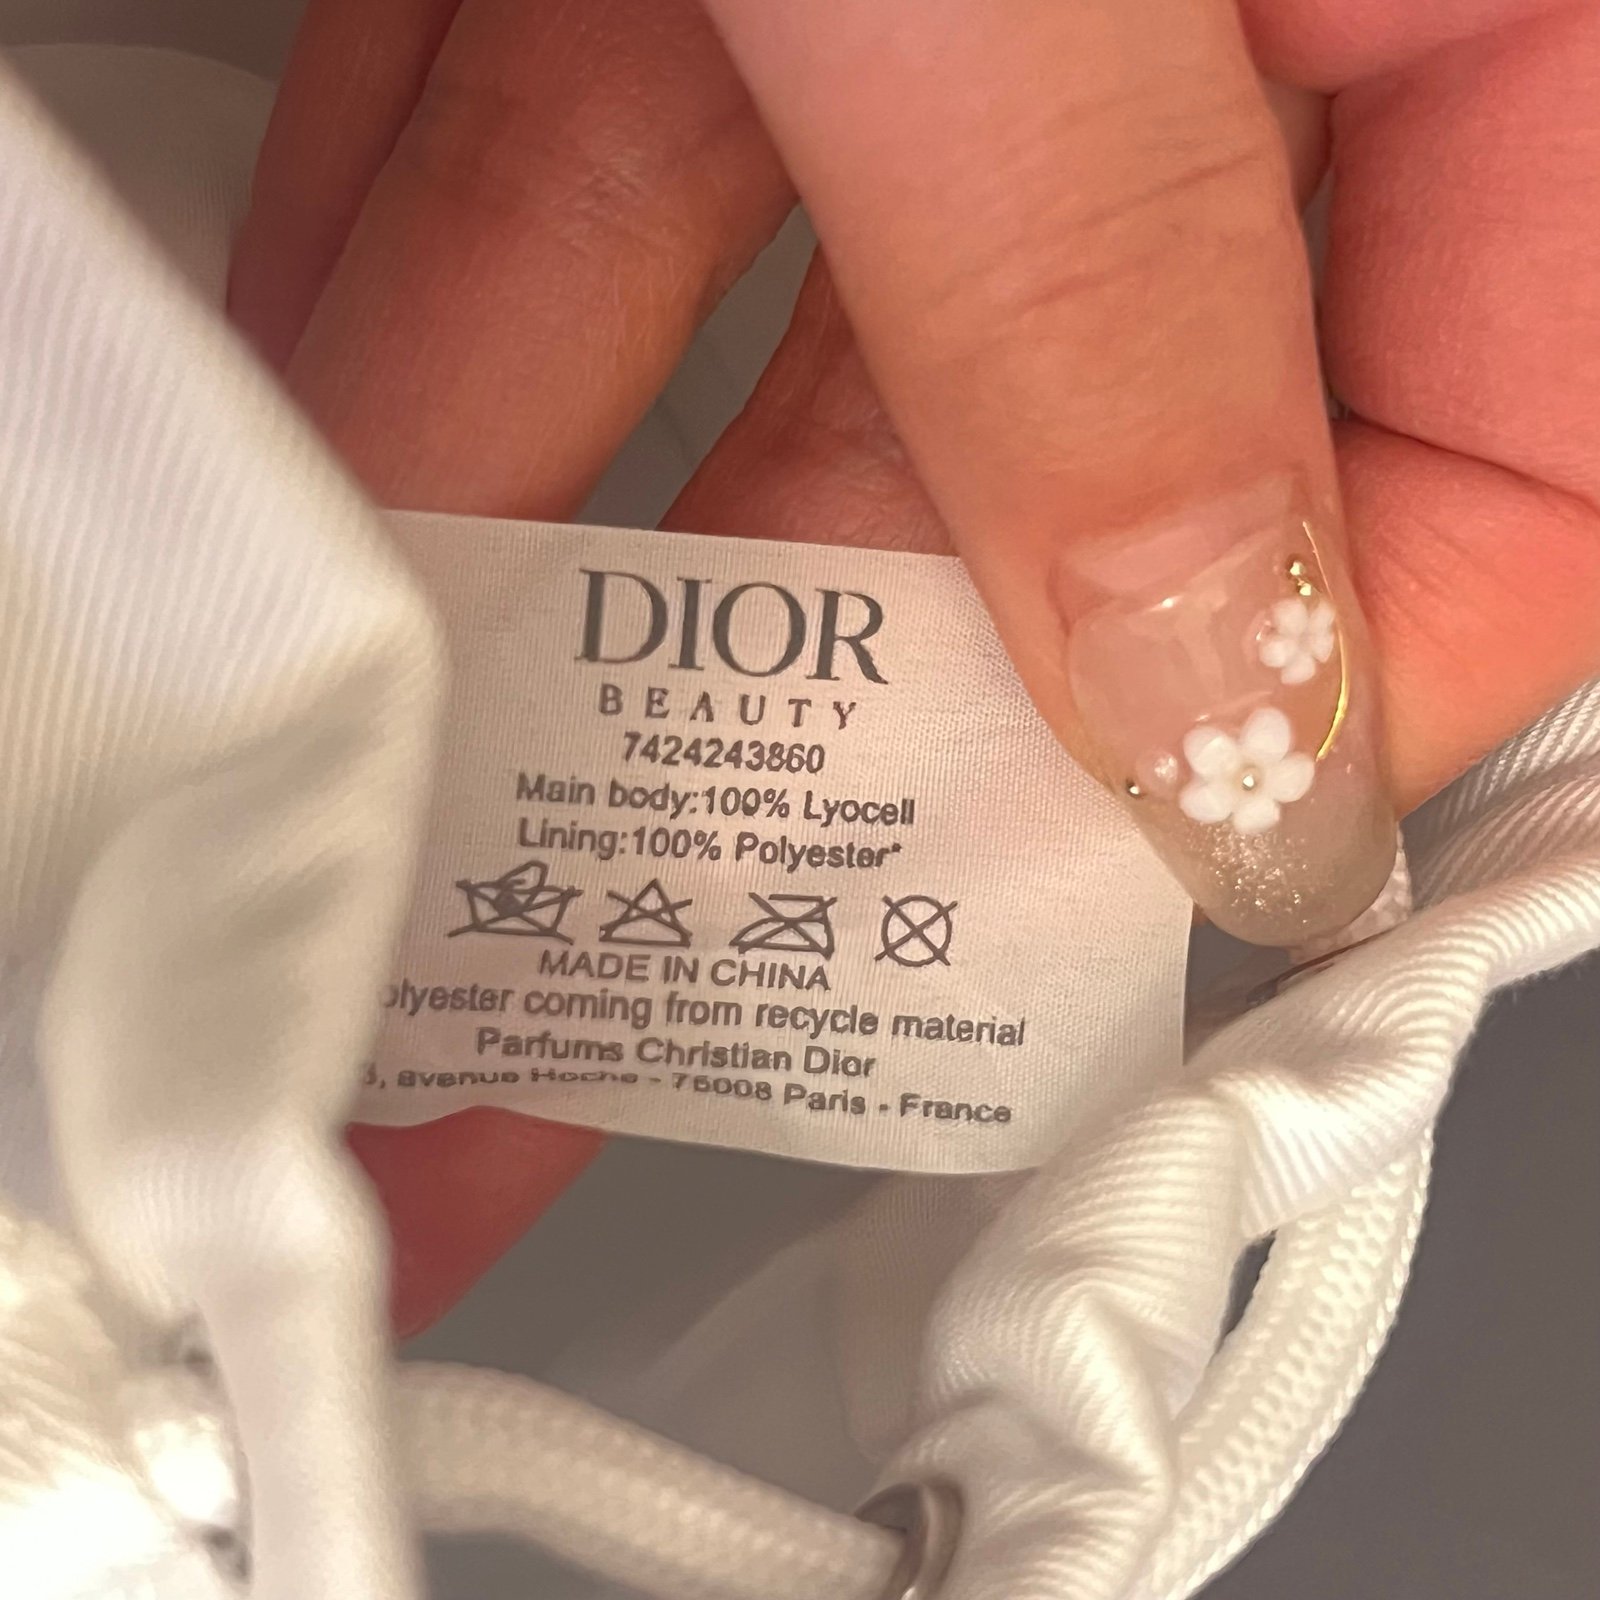 DIOR
BEAUTY
7424243860
Main body:100% Lyocell
Lining:100% Polyester*
MADE IN CHINA
olyester coming from recycle material
Parfums Christian Dior
avenue Hoche - 75008 Paris - France